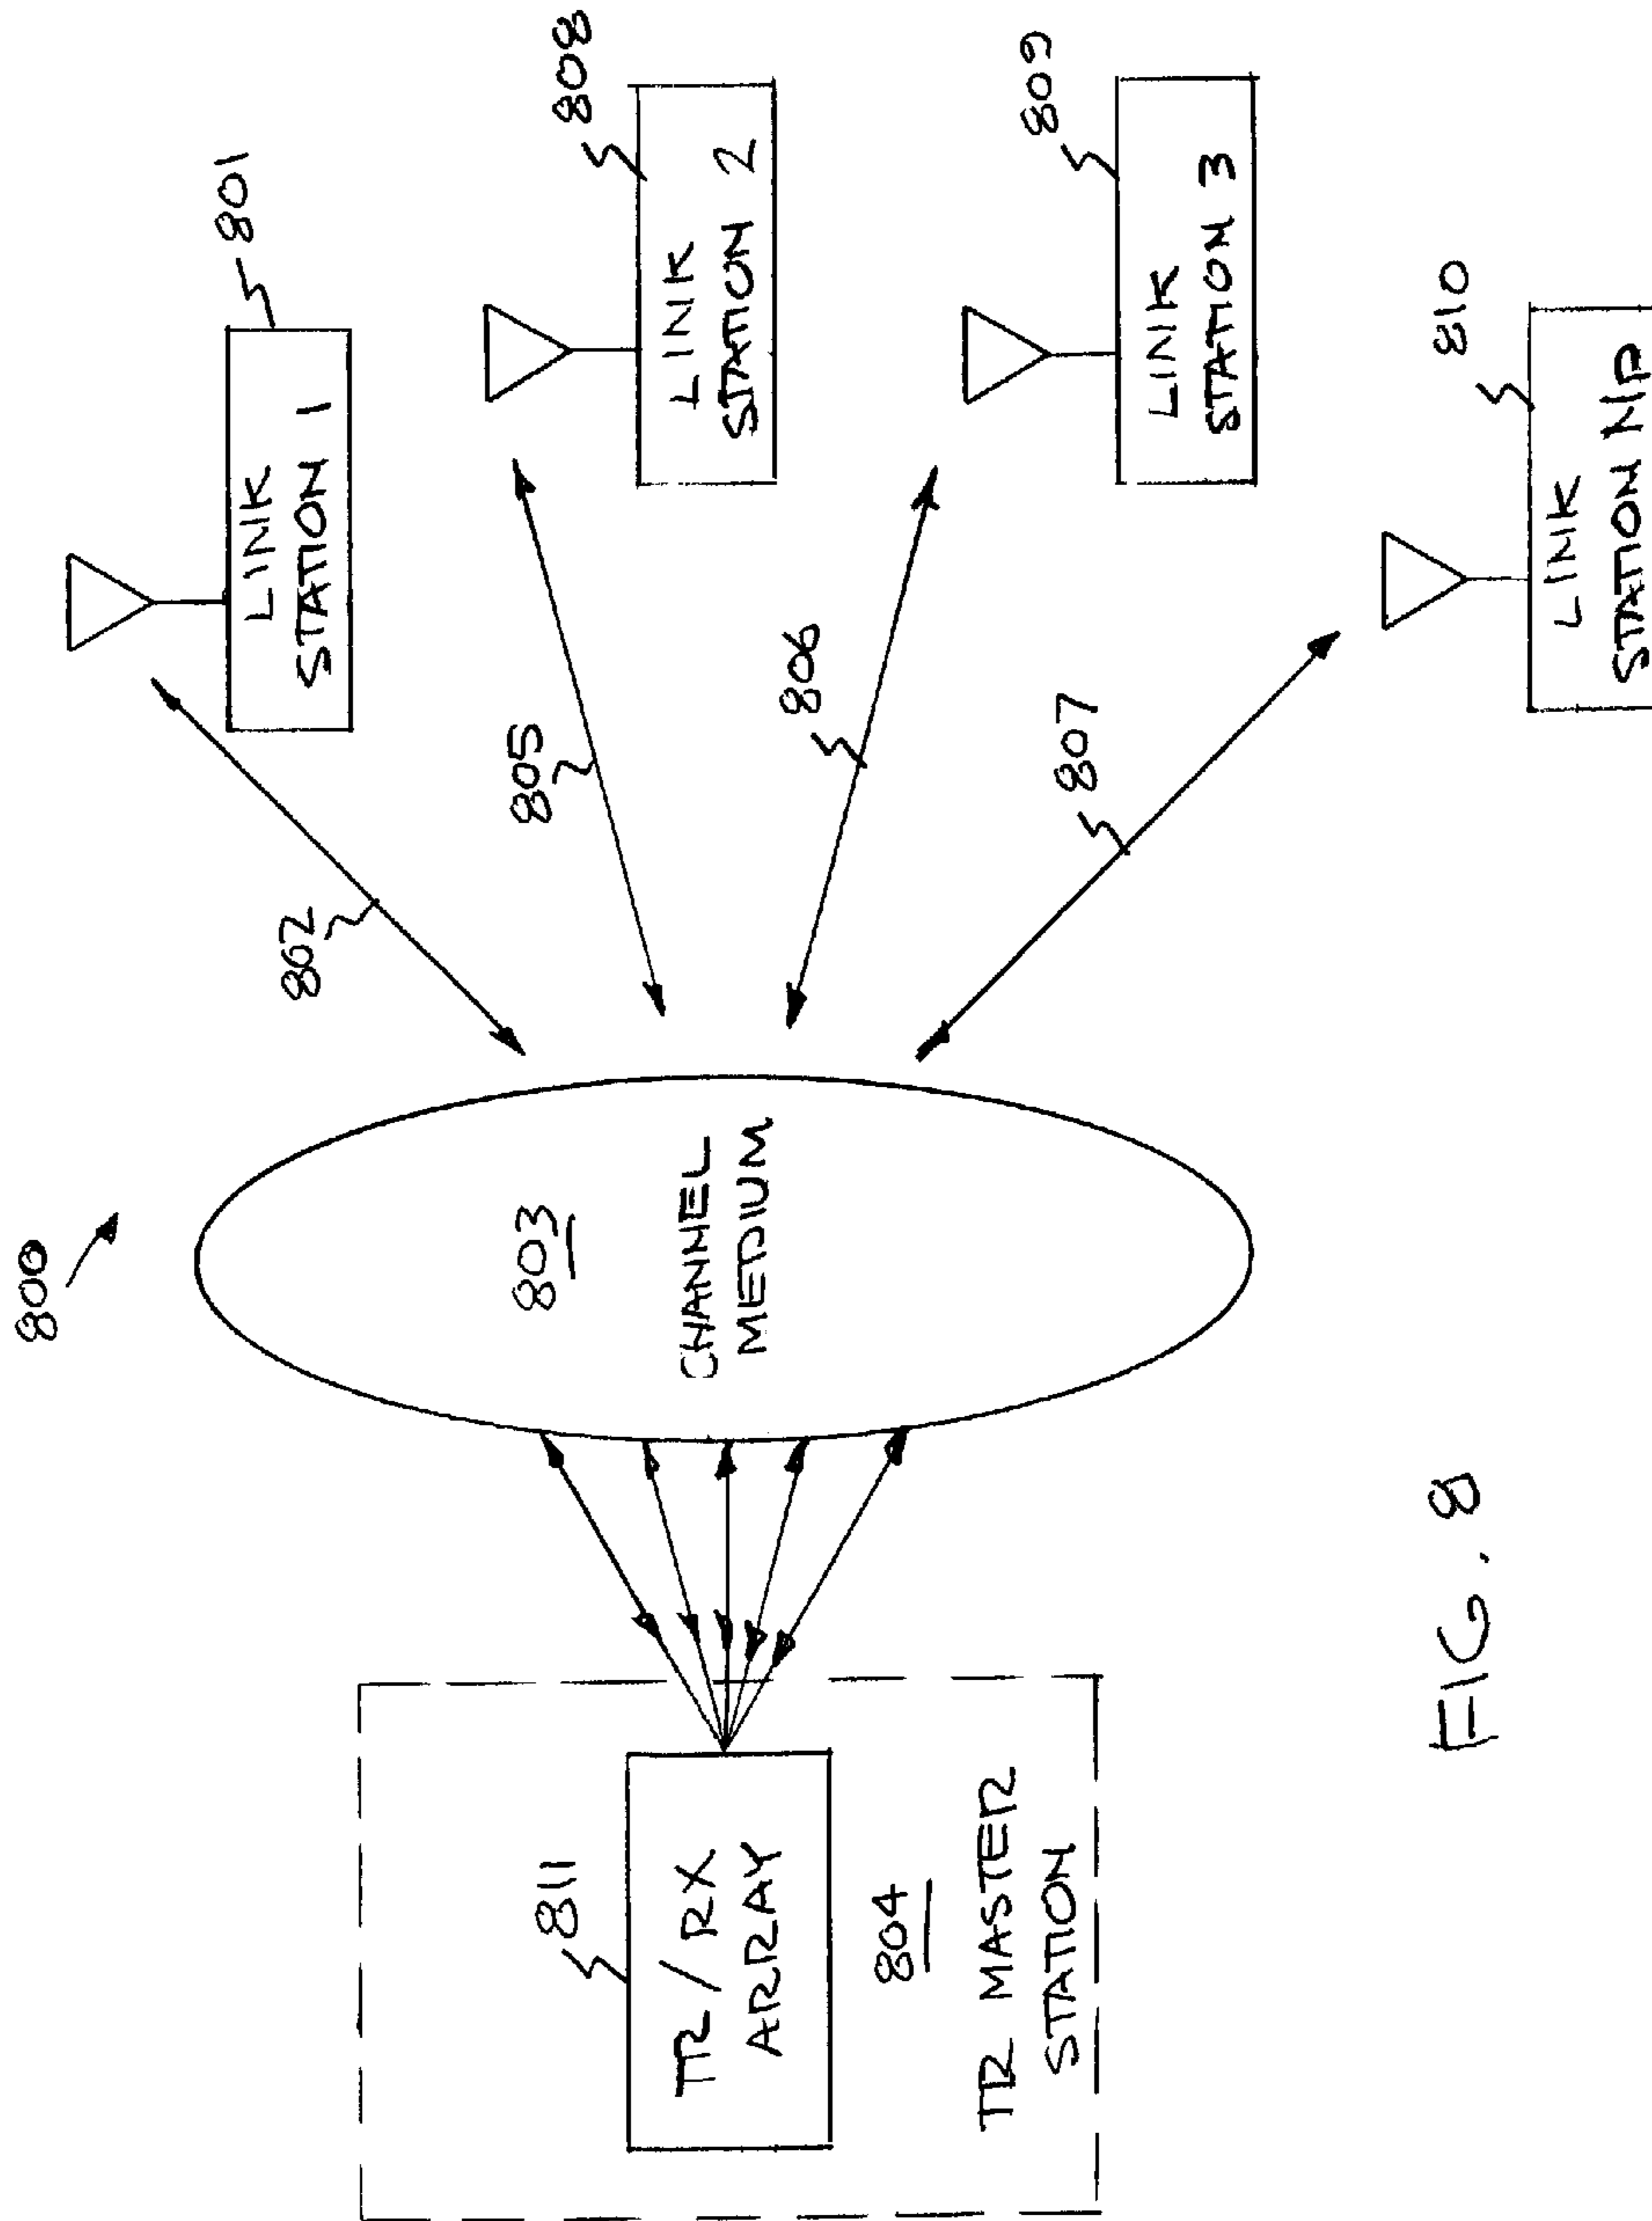 800
801
LINK
STATION 1
802
808
LINK
STATION 2
805
803
CHANNEL
MEDIUM
811
TR/RX
ARRAY
804
TR MASTER
STATION
806
809
LINK
STATION 3
807
810
LINK
STATION NP
FIG. 8